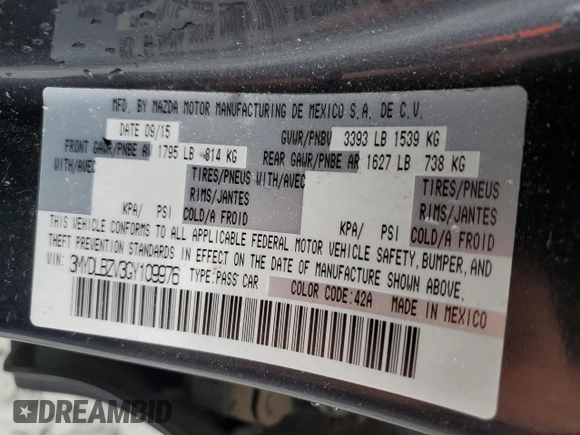 MFD. BY MAZDA MOTOR MANUFACTURING DE MEXICO S.A. DE C.V.
DATE 09/15 GVWR/PNBV 3393 LB 1539 KG
FRONT GAWR/PNBE AV 1795 LB 814 KG REAR GAWR/PNBE AR 1627 LB 738 KG
WITH/AVEC TIRES/PNEUS WITH/AVEC TIRES/PNEUS
RIMS/JANTES RIMS/JANTES
KPA/ PSI COLD/A FROID KPA/ PSI COLD/A FROID
THIS VEHICLE CONFORMS TO ALL APPLICABLE FEDERAL MOTOR VEHICLE SAFETY, BUMPER, AND
THEFT PREVENTION STANDARDS IN EFFECT ON THE DATE OF MANUFACTURE SHOWN ABOVE.
VIN: 3MYDLBZV3GY109976 TYPE:PASS CAR
COLOR CODE:42A MADE IN MEXICO
DREAMBID